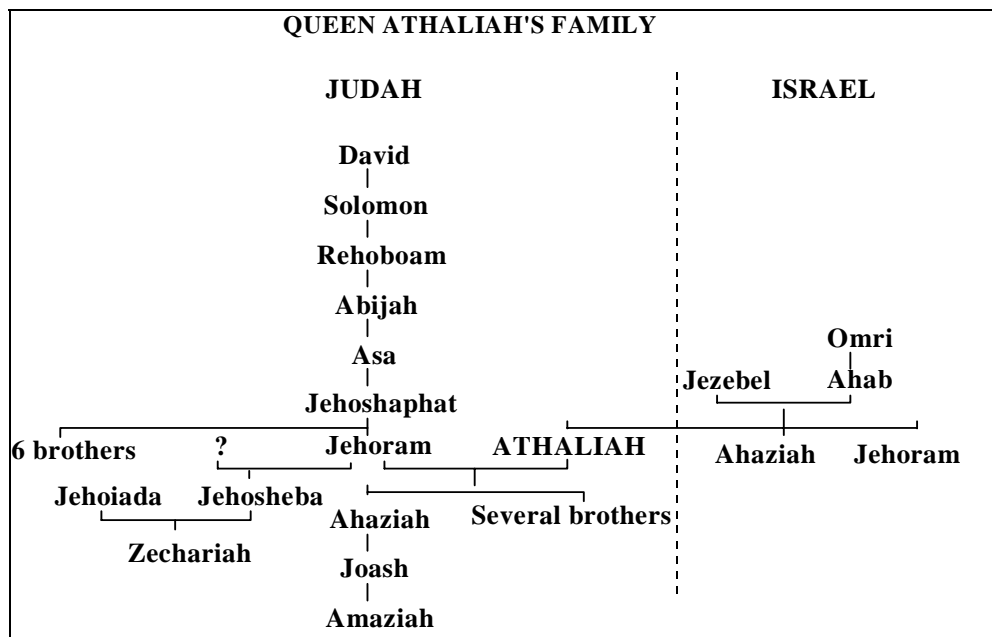 QUEEN ATHALIAH'S FAMILY
JUDAH ISRAEL
David
Solomon
Rehoboam
Abijah
Omri
Asa
Jezebel Ahab
Jehoshaphat
6 brothers ? Jehoram ATHALIAH Ahaziah Jehoram
Jehoiada Jehosheba Ahaziah Several brothers
Zechariah
Joash
Amaziah